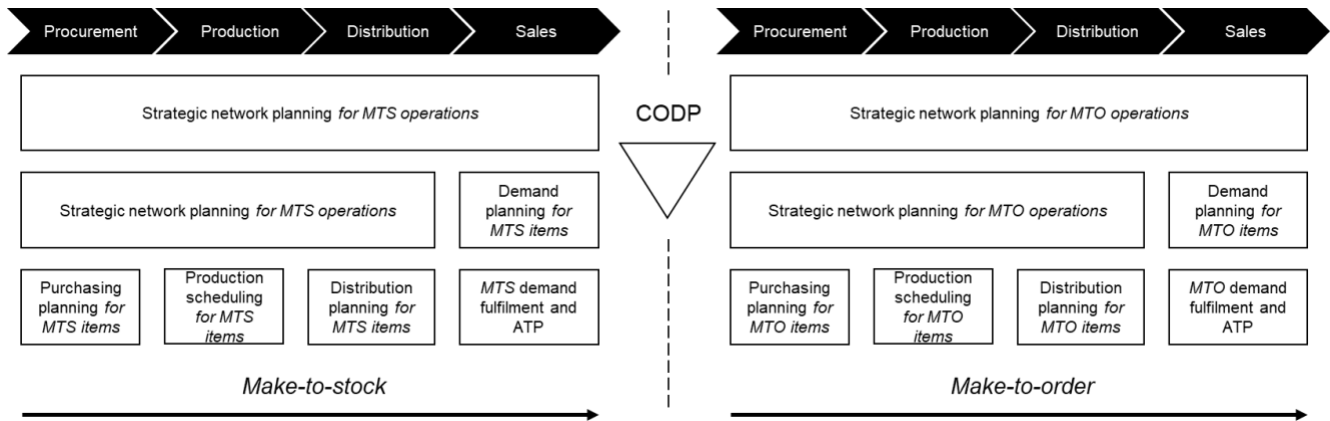 Procurement
Production
Distribution
Sales
Strategic network planning for MTS operations
Strategic network planning for MTS operations
Demand
planning for
MTS items
Purchasing
planning for
MTS items
Production
scheduling
for MTS
items
Distribution
planning for
MTS items
MTS demand
fulfilment and
ATP
Make-to-stock
CODP
Procurement
Production
Distribution
Sales
Strategic network planning for MTO operations
Strategic network planning for MTO operations
Demand
planning for
MTO items
Purchasing
planning for
MTO items
Production
scheduling
for MTO
items
Distribution
planning for
MTO items
MTO demand
fulfilment and
ATP
Make-to-order